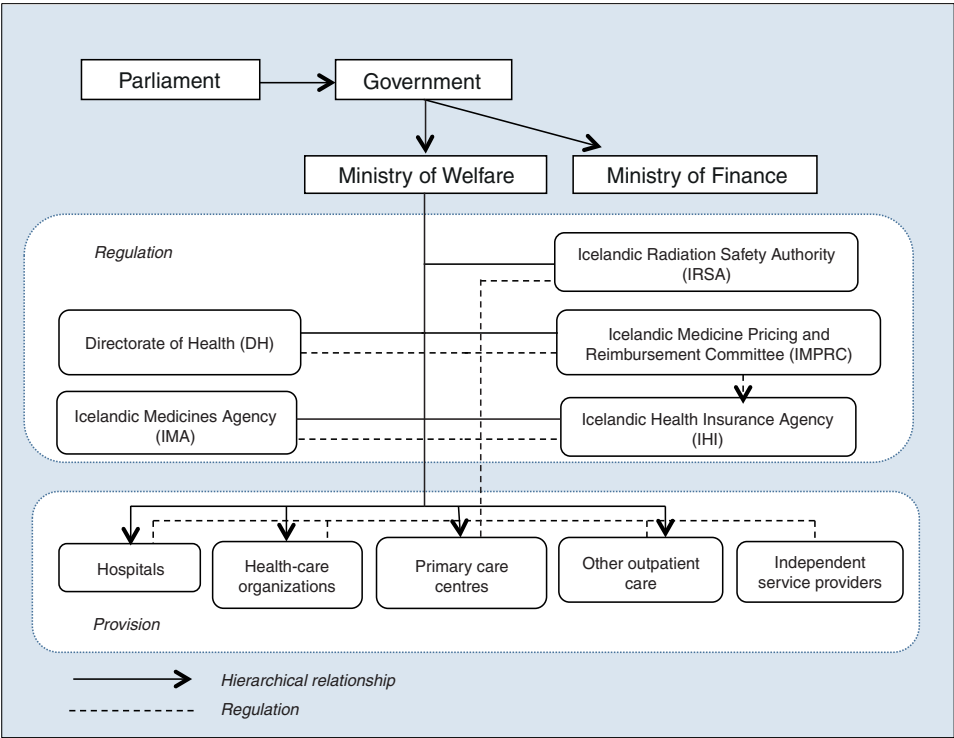 Parliament
Government
Ministry of Welfare
Ministry of Finance
Regulation
Icelandic Radiation Safety Authority
(IRSA)
Directorate of Health (DH)
Icelandic Medicine Pricing and
Reimbursement Committee (IMPRC)
Icelandic Medicines Agency
(IMA)
Icelandic Health Insurance Agency
(IHI)
Hospitals
Health-care
organizations
Primary care
centres
Other outpatient
care
Independent
service providers
Provision
Hierarchical relationship
Regulation